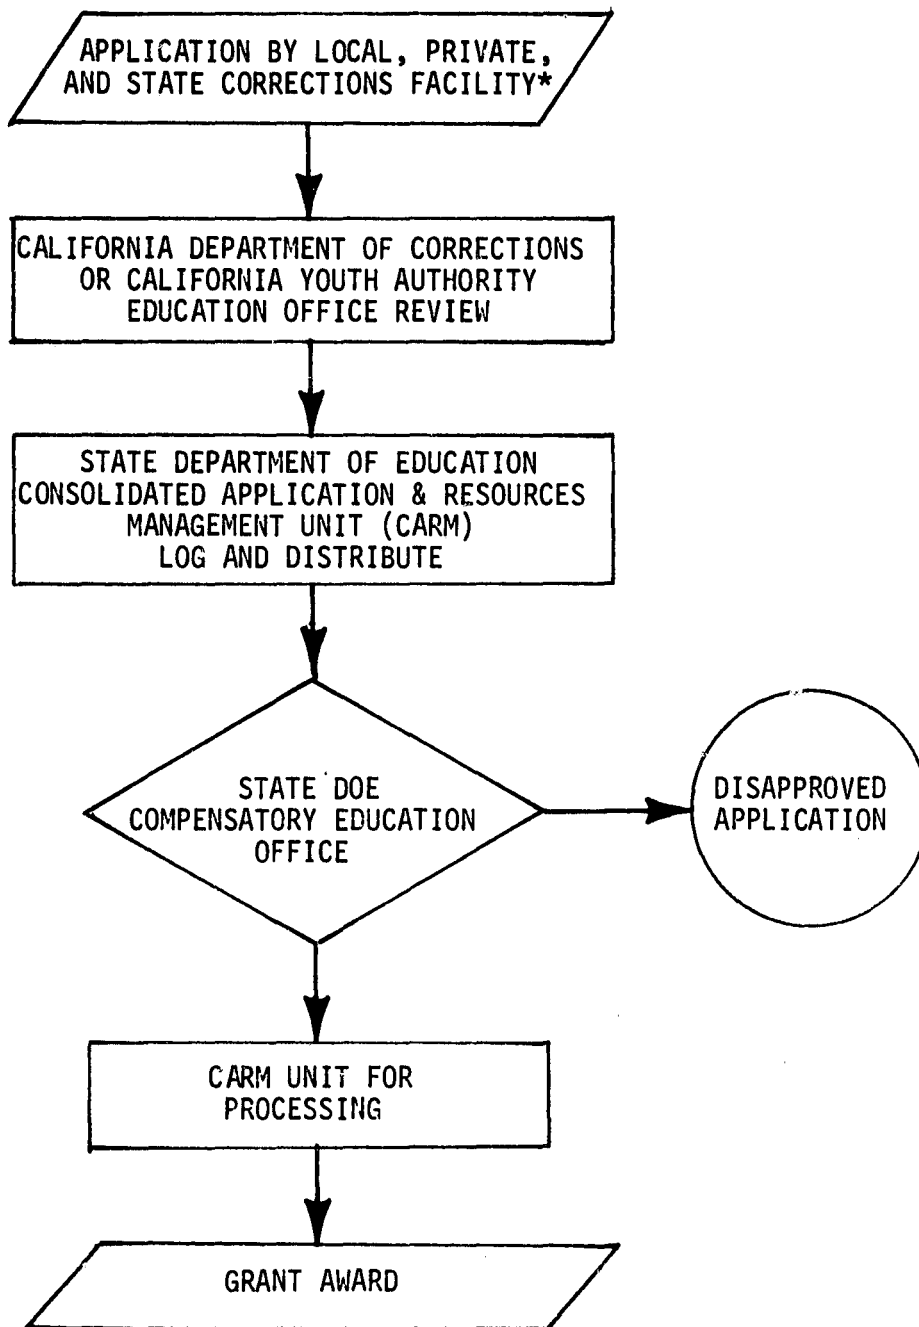 APPLICATION BY LOCAL, PRIVATE,
AND STATE CORRECTIONS FACILITY*
CALIFORNIA DEPARTMENT OF CORRECTIONS
OR CALIFORNIA YOUTH AUTHORITY
EDUCATION OFFICE REVIEW
STATE DEPARTMENT OF EDUCATION
CONSOLIDATED APPLICATION & RESOURCES
MANAGEMENT UNIT (CARM)
LOG AND DISTRIBUTE
STATE DOE
COMPENSATORY EDUCATION
OFFICE
DISAPPROVED
APPLICATION
CARM UNIT FOR
PROCESSING
GRANT AWARD